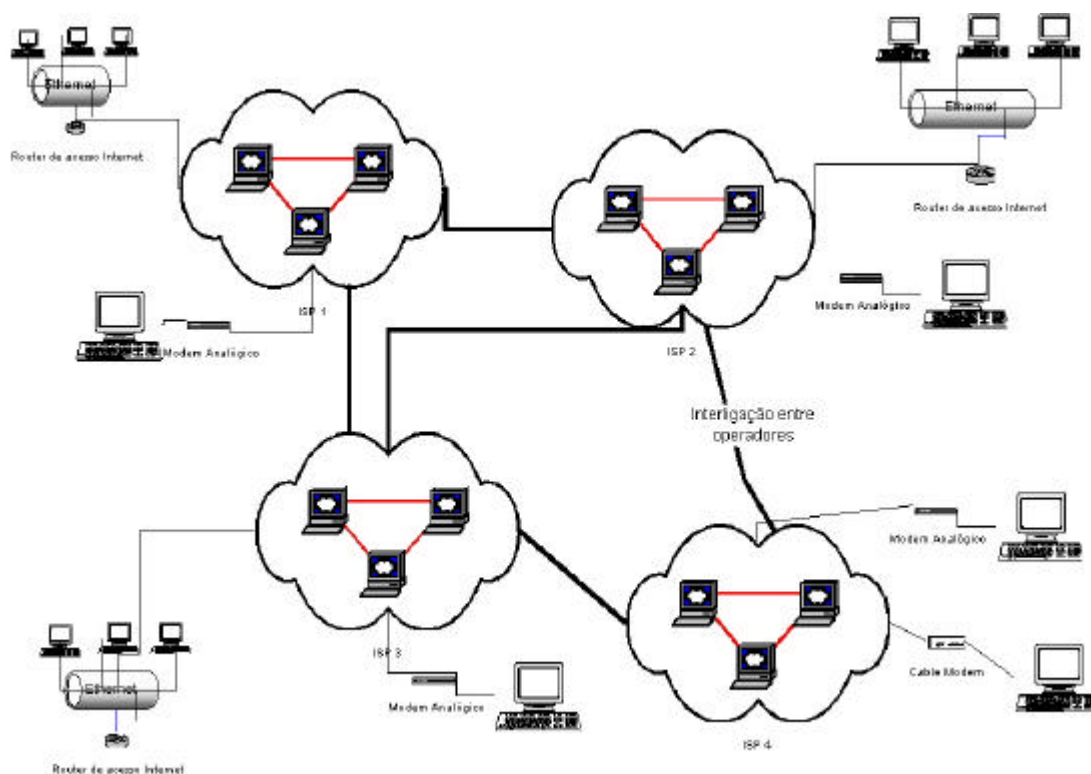 Ethernet
Ethernet
Router de acesso Internet
Router de acesso Internet
Modem Analógico
ISP 1
Modem Analógico
ISP 2
Interligação entre
operadores
Modem Analógico
ISP 3
Cable Modem
Ethernet
Modem Analógico
ISP 4
Router de acesso Internet